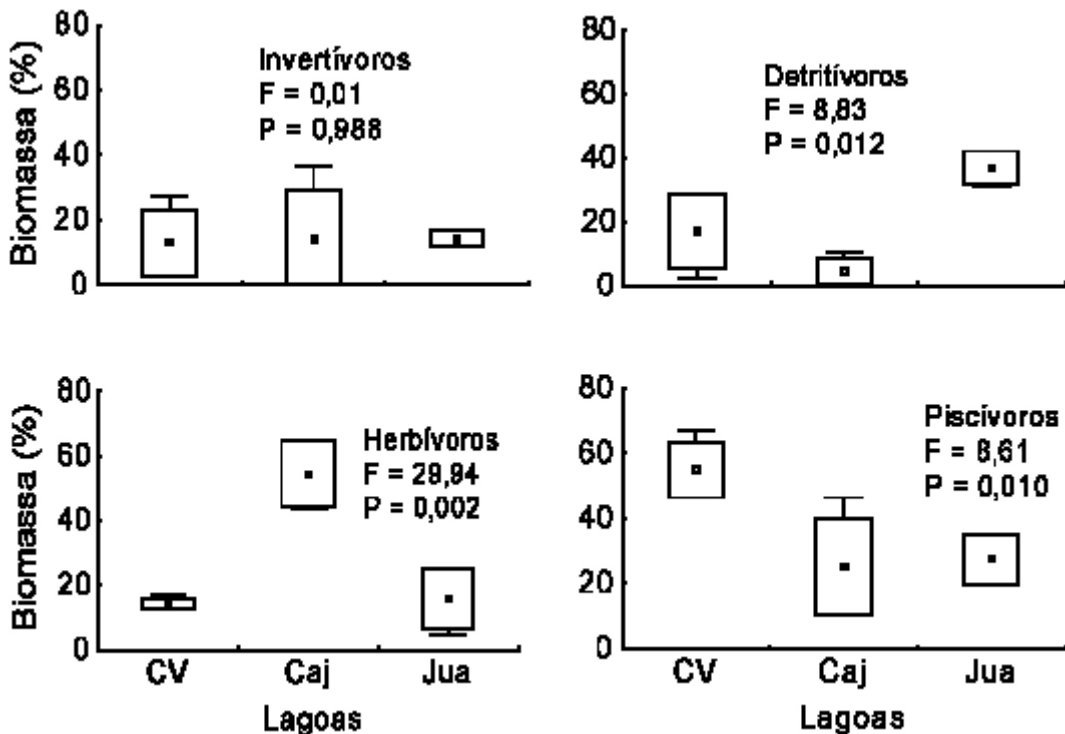 80
60
40
20
0
Biomassa (%)
Invertívoros
F = 0,01
P = 0,988
80
60
40
20
0
Detritívoros
F = 8,83
P = 0,012
80
60
40
20
0
Biomassa (%)
Herbívoros
F = 29,94
P = 0,002
CV Caj Jua
Lagoas
80
60
40
20
0
Piscívoros
F = 8,61
P = 0,010
CV Caj Jua
Lagoas